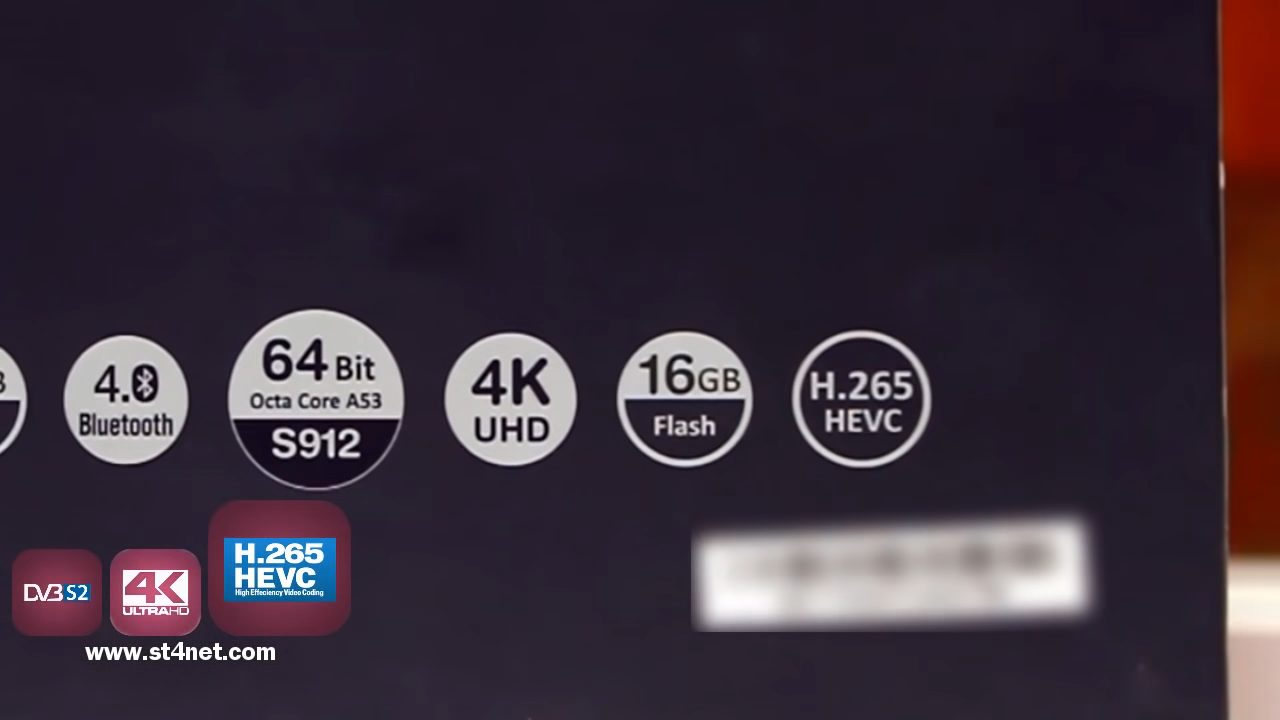 4.0
Bluetooth
64 Bit
Octa Core A53
S912
4K
UHD
16GB
Flash
H.265
HEVC
DVB S2
4K
ULTRA HD
H.265
HEVC
High Effeciency Video Coding
www.st4net.com